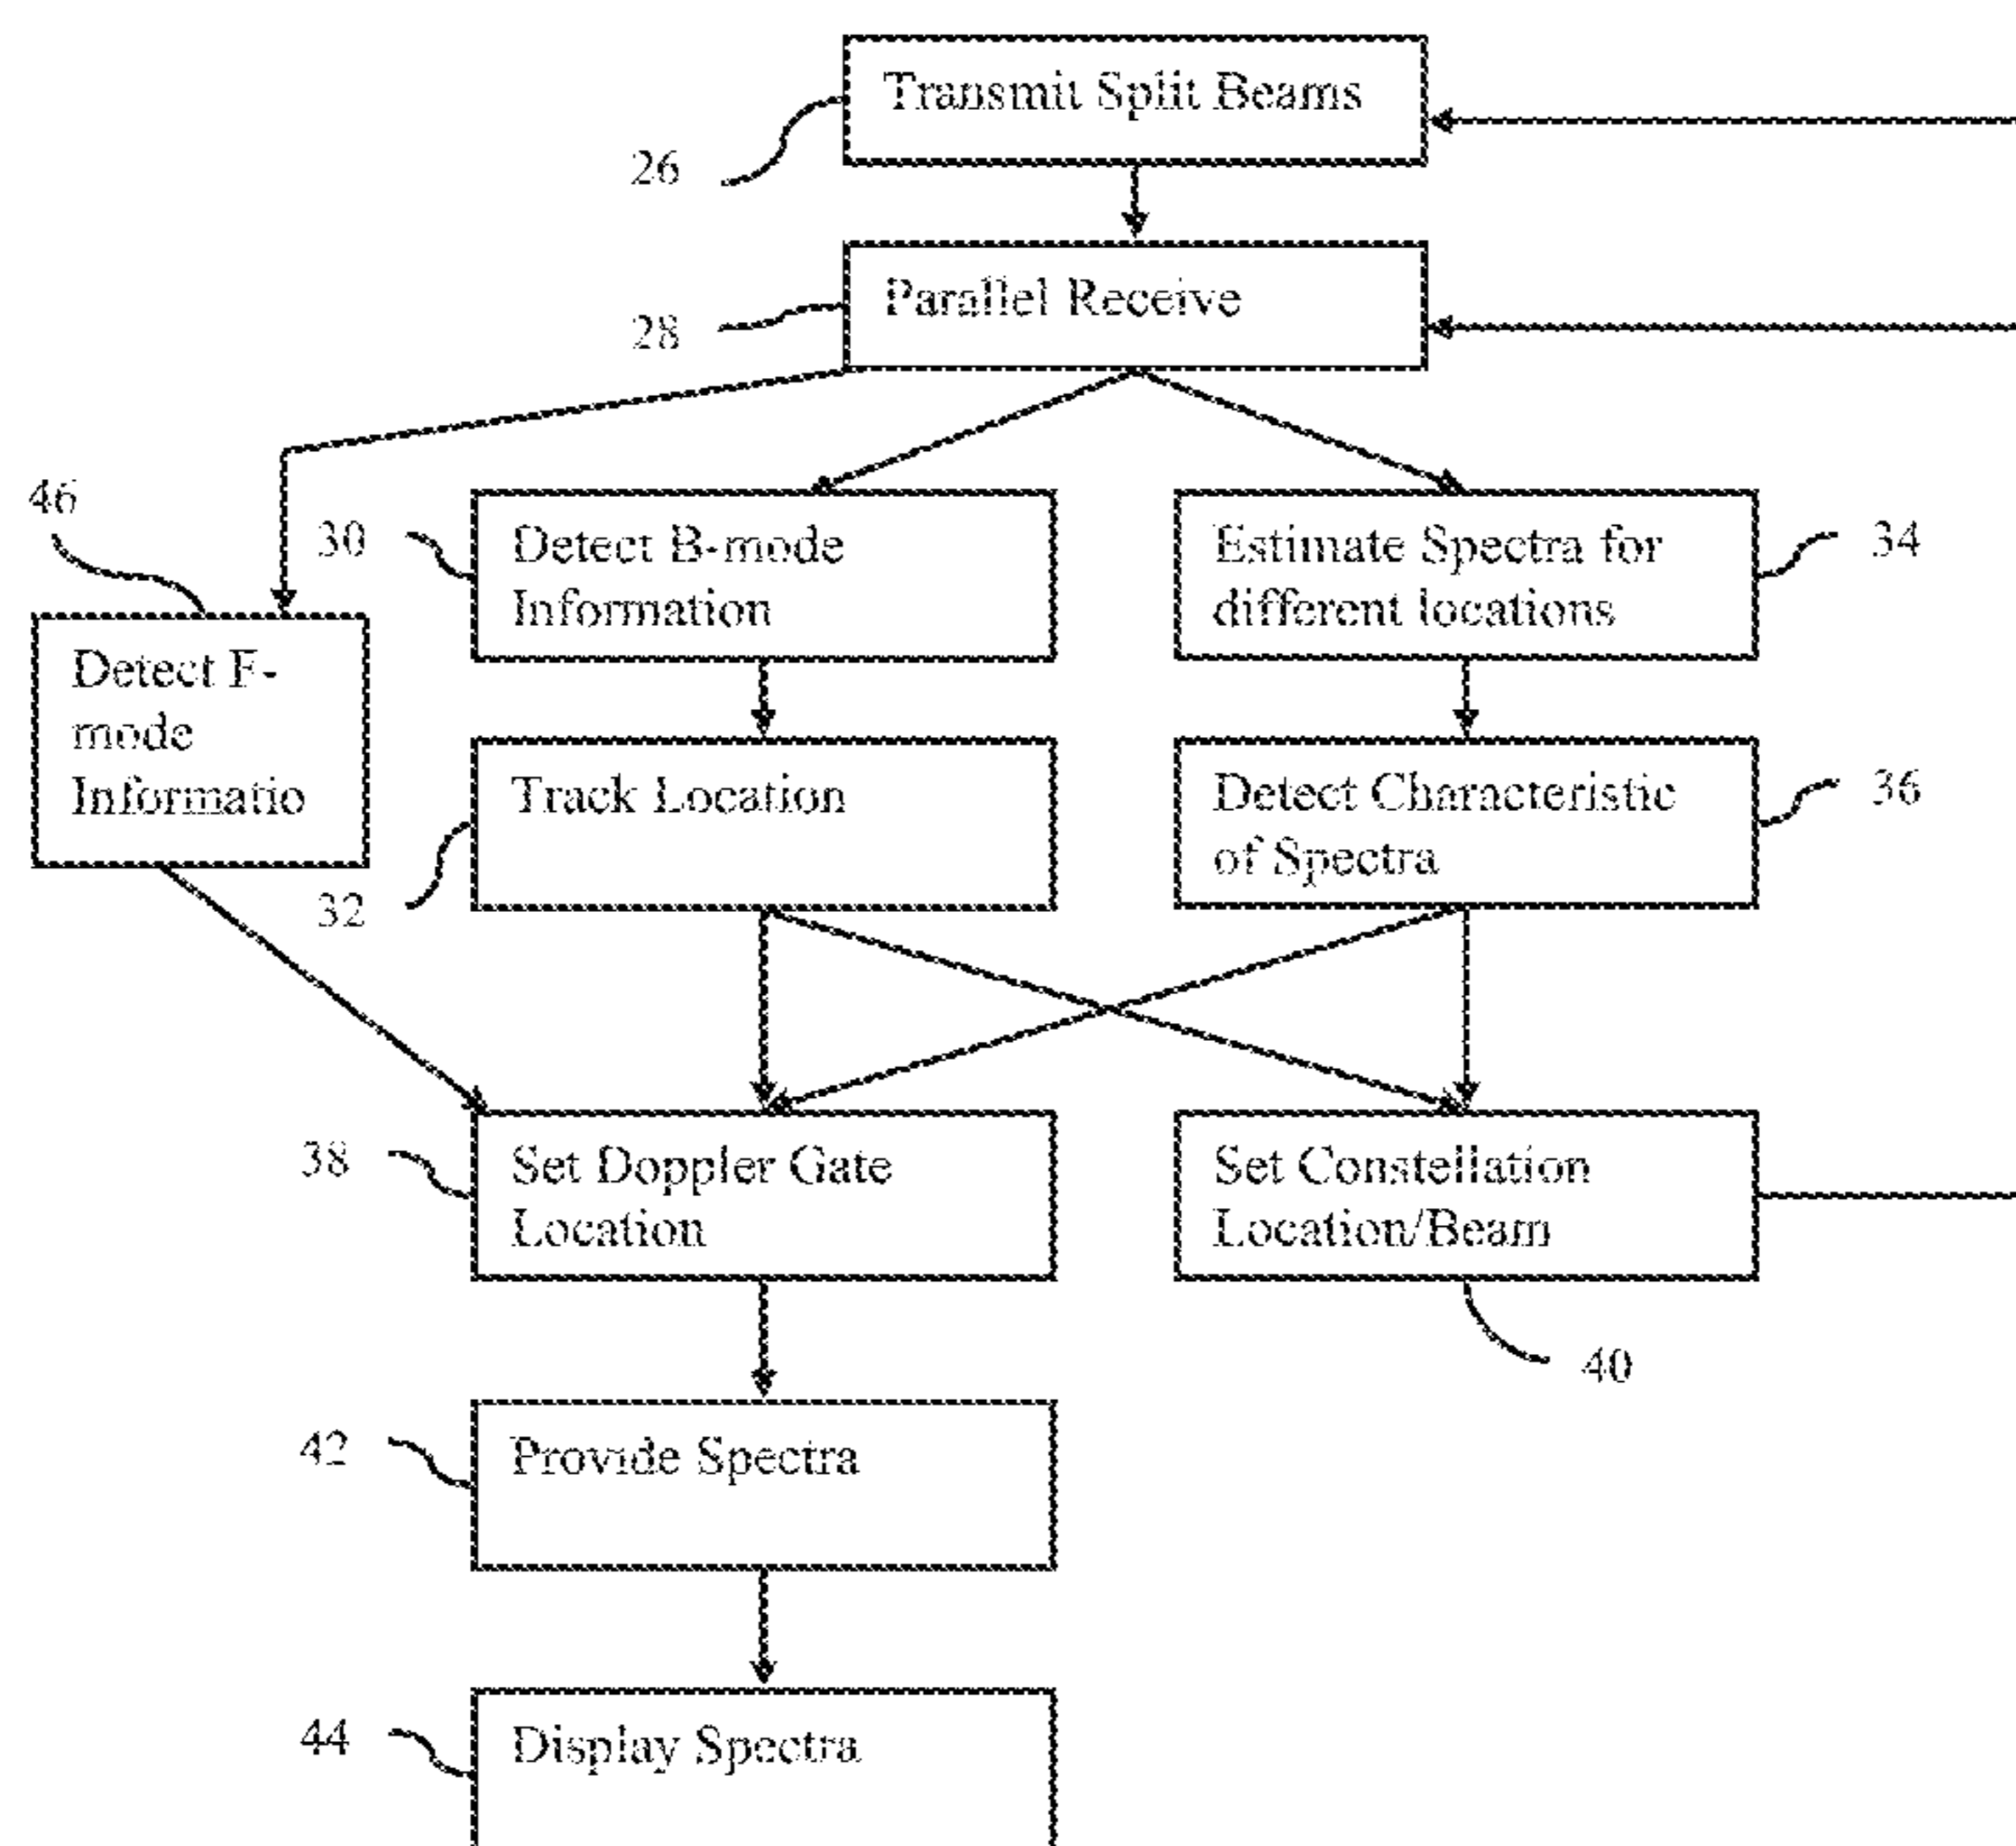 Transmit Split Beams
26
Parallel Receive
28
46
30
Detect B-mode
Information
Estimate Spectra for
different locations
34
Detect F-
mode
Informatio
Track Location
32
Detect Characteristic
of Spectra
36
38
Set Doppler Gate
Location
Set Constellation
Location/Beam
40
42
Provide Spectra
44
Display Spectra